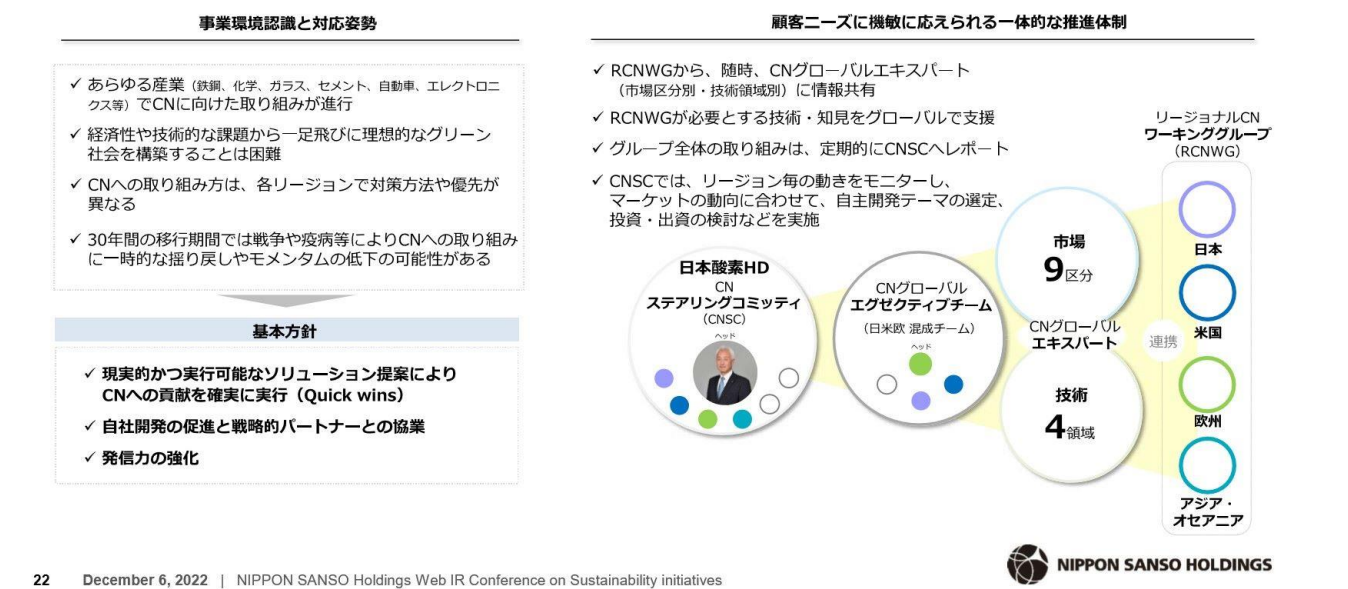 事業環境認識と対応姿勢
✓ あらゆる産業（鉄鋼、化学、ガラス、セメント、自動車、エレクトロニ
クス等）でCNに向けた取り組みが進行
✓ 経済性や技術的な課題から一足飛びに理想的なグリーン
社会を構築することは困難
✓ CNへの取り組み方は、各リージョンで対策方法や優先が
異なる
✓ 30年間の移行期間では戦争や疫病等によりCNへの取り組み
に一時的な揺り戻しやモメンタムの低下の可能性がある
基本方針
✓ 現実的かつ実行可能なソリューション提案により
CNへの貢献を確実に実行（Quick wins）
✓ 自社開発の促進と戦略的パートナーとの協業
✓ 発信力の強化
顧客ニーズに機敏に応えられる一体的な推進体制
✓ RCNWGから、随時、CNグローバルエキスパート
（市場区分別・技術領域別）に情報共有
✓ RCNWGが必要とする技術・知見をグローバルで支援
✓ グループ全体の取り組みは、定期的にCNSCへレポート
✓ CNSCでは、リージョン毎の動きをモニターし、
マーケットの動向に合わせて、自主開発テーマの選定、
投資・出資の検討などを実施
日本酸素HD
CN
ステアリングコミッティ
（CNSC）
ヘッド
CNグローバル
エグゼクティブチーム
（日米欧 混成チーム）
ヘッド
市場
9区分
CNグローバル
エキスパート
技術
4領域
連携
リージョナルCN
ワーキンググループ
（RCNWG）
日本
米国
欧州
アジア・
オセアニア
NIPPON SANSO HOLDINGS
22 December 6, 2022 | NIPPON SANSO Holdings Web IR Conference on Sustainability initiatives